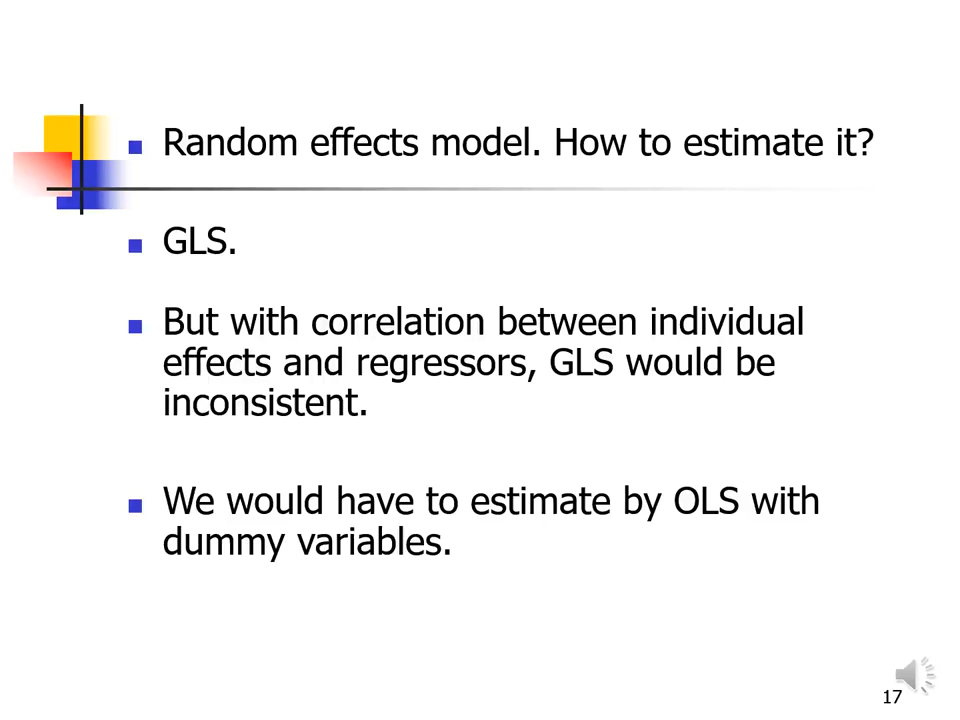 Random effects model. How to estimate it?
GLS.
But with correlation between individual
effects and regressors, GLS would be
inconsistent.
We would have to estimate by OLS with
dummy variables.
17